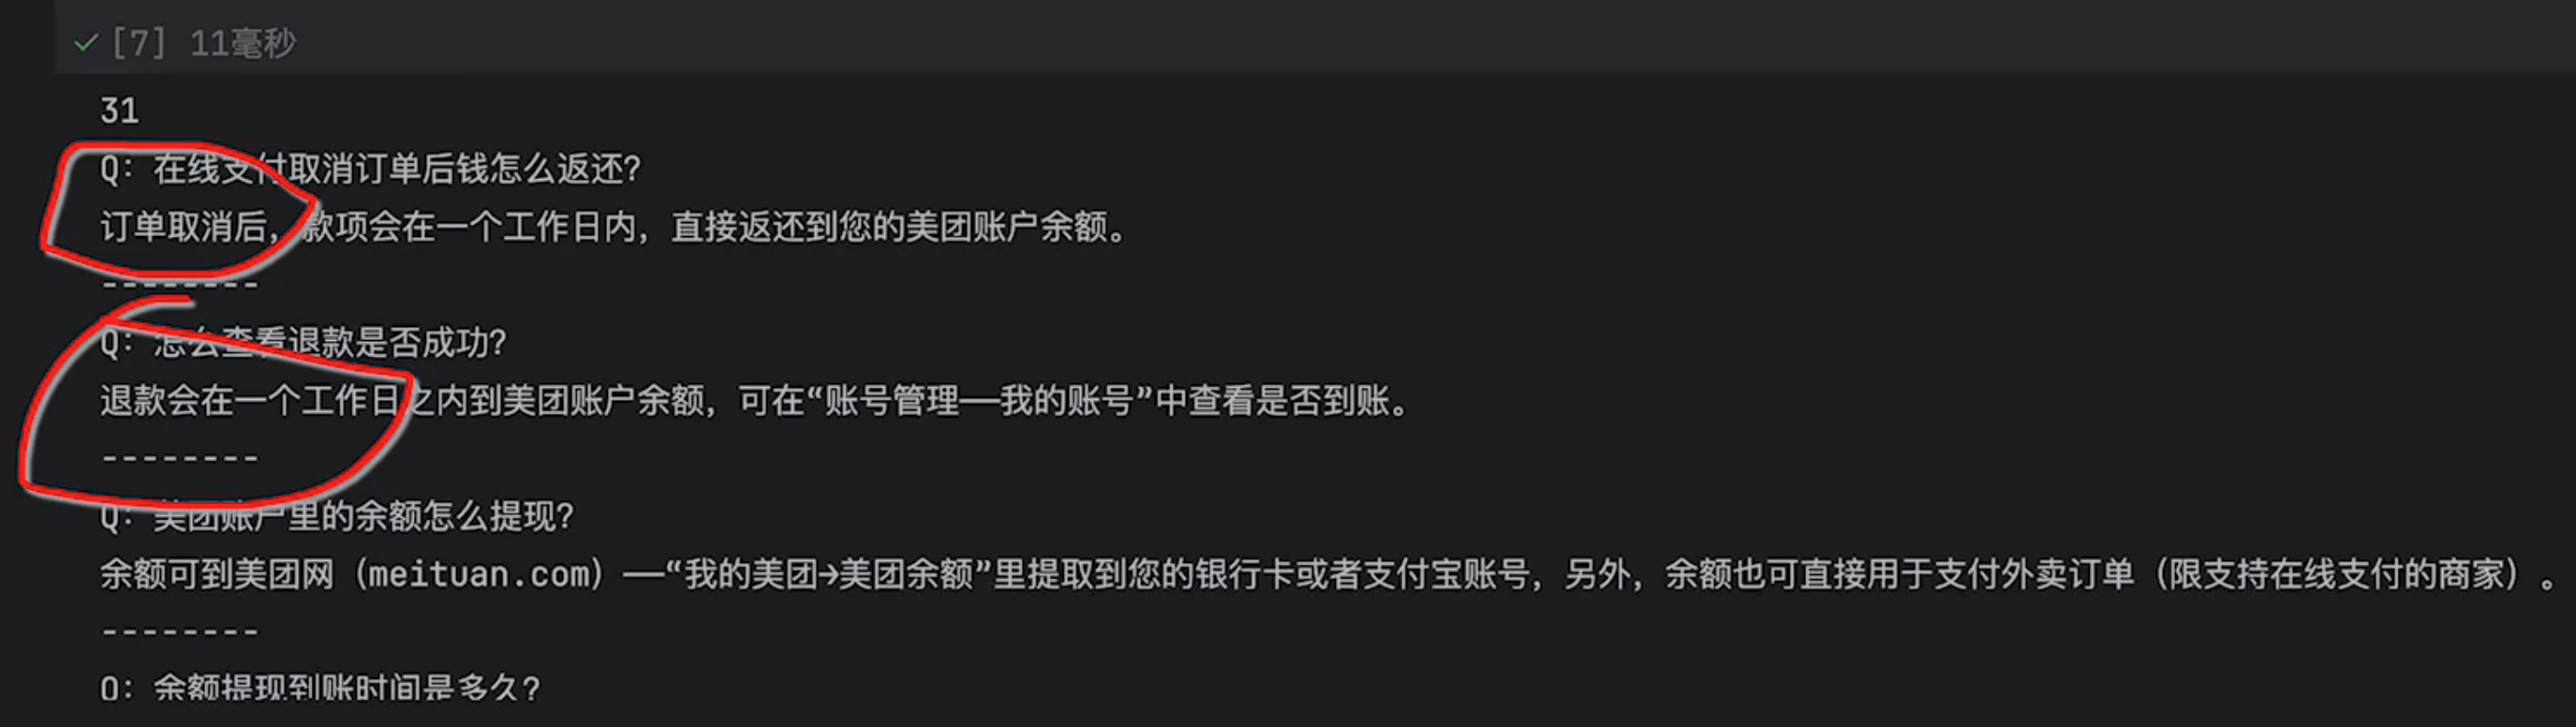 [7] 11毫秒
31
Q: 在线支付取消订单后钱怎么返还?
订单取消后，款项会在一个工作日内，直接返还到您的美团账户余额。
--------
Q: 怎么查看退款是否成功?
退款会在一个工作日之内到美团账户余额，可在“账号管理——我的账号”中查看是否到账。
--------
Q: 美团账户里的余额怎么提现?
余额可到美团网（meituan.com）——“我的美团→美团余额”里提取到您的银行卡或者支付宝账号，另外，余额也可直接用于支付外卖订单（限支持在线支付的商家）。
--------
Q: 余额提现到账时间是多久?